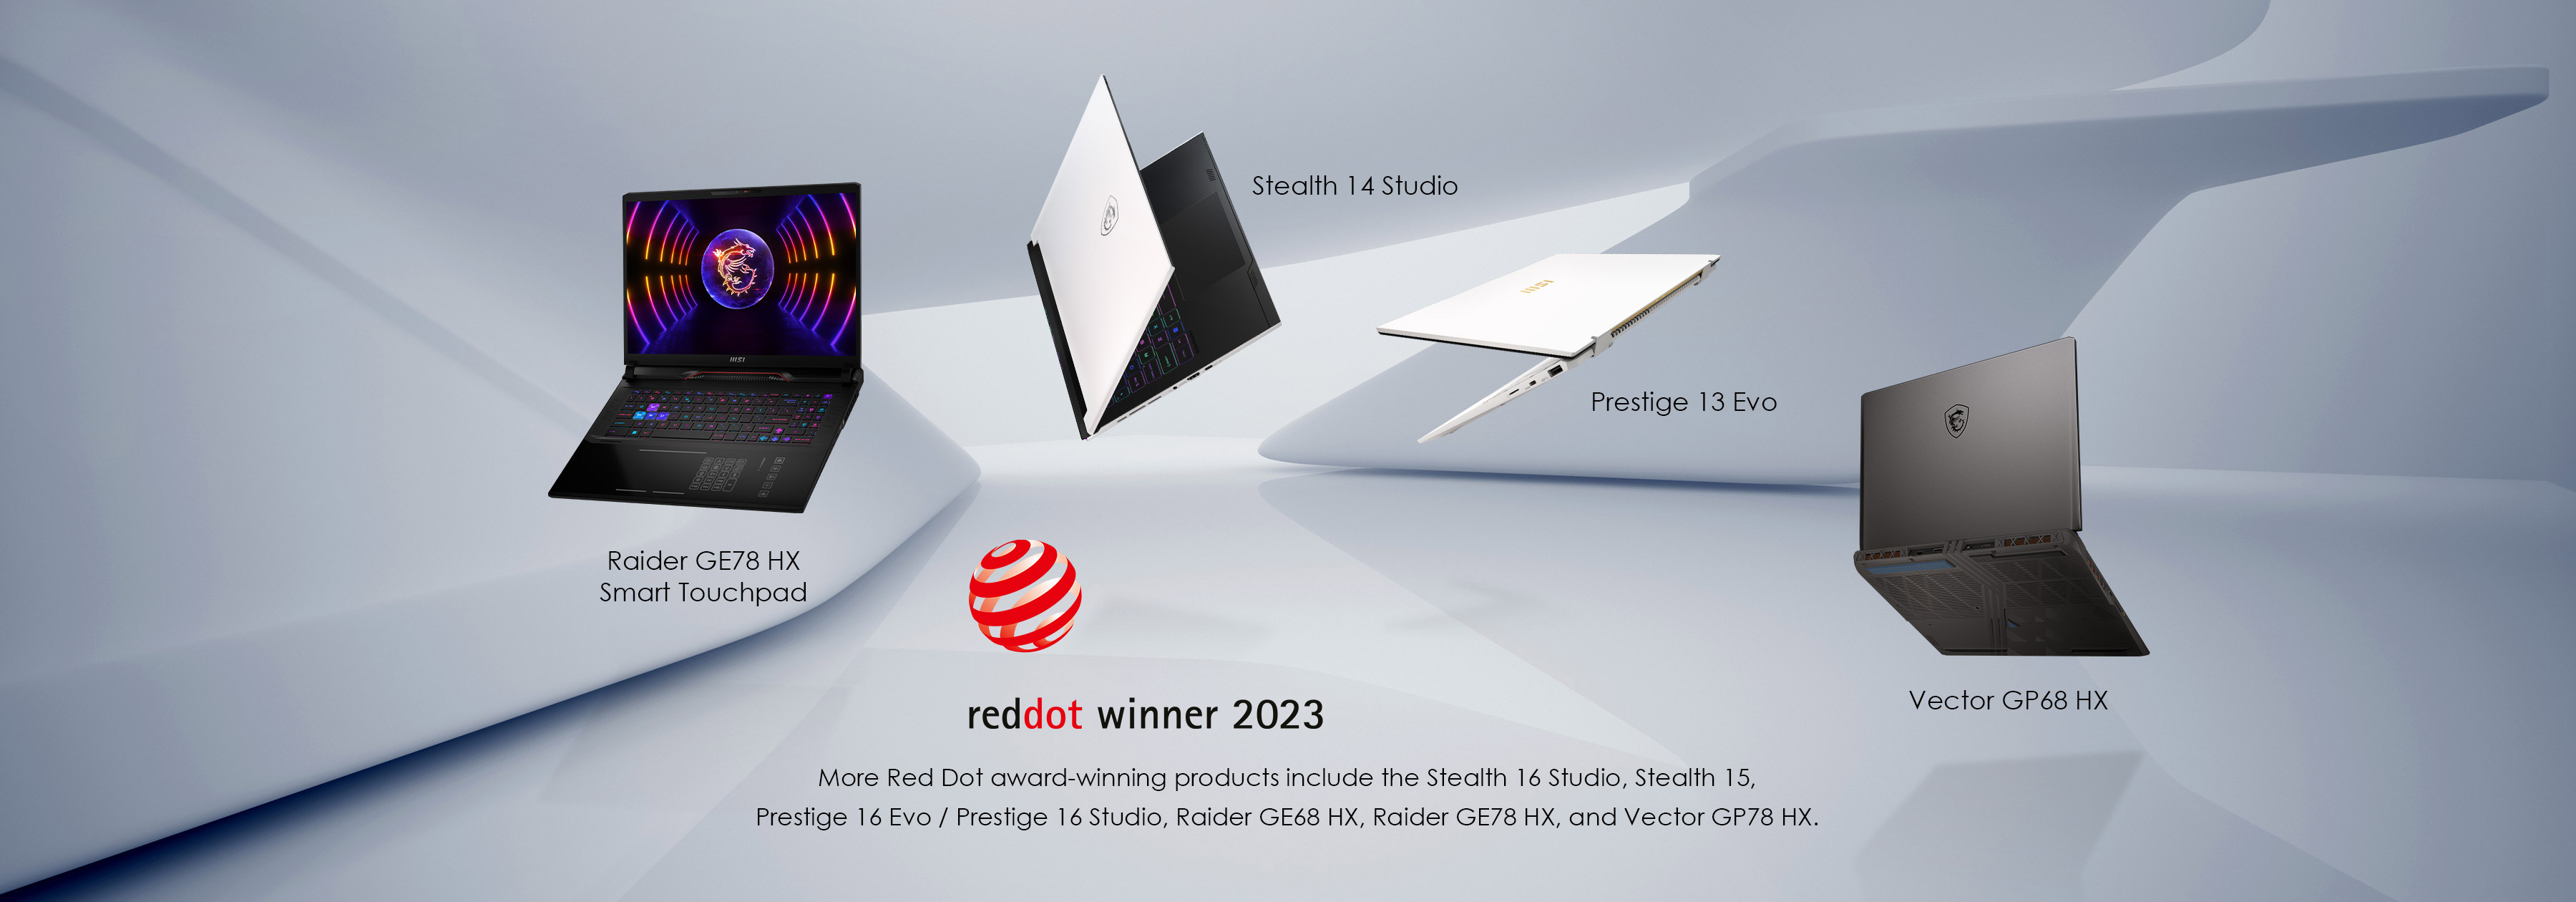 Stealth 14 Studio
msi
msi
Prestige 13 Evo
Raider GE78 HX
Smart Touchpad
Vector GP68 HX
reddot winner 2023
More Red Dot award-winning products include the Stealth 16 Studio, Stealth 15,
Prestige 16 Evo / Prestige 16 Studio, Raider GE68 HX, Raider GE78 HX, and Vector GP78 HX.